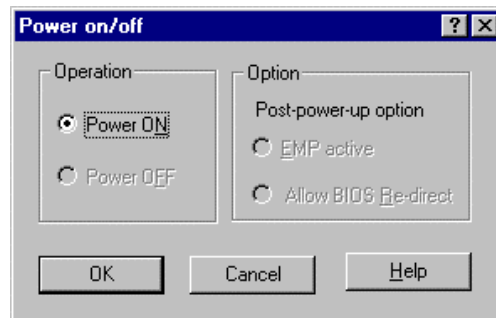 Power on/off
Operation
Power ON
Power OFF
Option
Post-power-up option
EMP active
Allow BIOS Re-direct
OK
Cancel
Help